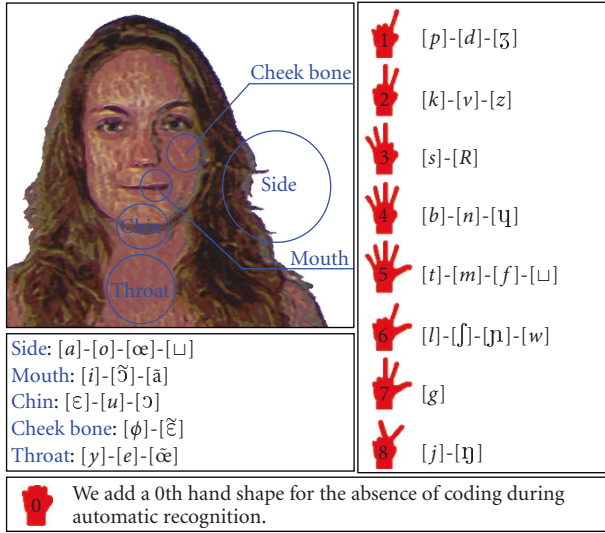 Cheek bone
Side
Chin
Mouth
Throat
Side: [a]-[o]-[œ]-[␣]
Mouth: [i]-[ɔ̃]-[ã]
Chin: [ɛ]-[u]-[ɔ]
Cheek bone: [ϕ]-[ɛ̃]
Throat: [y]-[e]-[œ̃]
1 [p]-[d]-[ʒ]
2 [k]-[v]-[z]
3 [s]-[R]
4 [b]-[n]-[ɥ]
5 [t]-[m]-[f]-[␣]
6 [l]-[ʃ]-[ɲ]-[w]
7 [g]
8 [j]-[ŋ]
0 We add a 0th hand shape for the absence of coding during
automatic recognition.